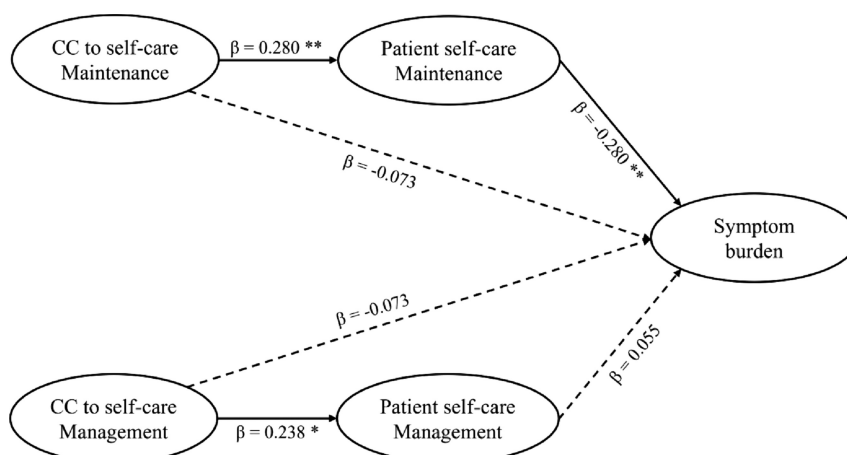 CC to self-care
Maintenance
β = 0.280 **
Patient self-care
Maintenance
β = -0.280 **
β = -0.073
Symptom
burden
β = -0.073
β = 0.055
CC to self-care
Management
β = 0.238 *
Patient self-care
Management